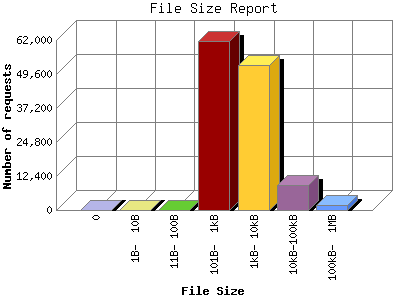 File Size Report
Number of requests
62,000
49,600
37,200
24,800
12,400
0
0
1B- 10B
11B- 100B
101B- 1kB
1kB- 10kB
10kB-100kB
100kB- 1MB
File Size